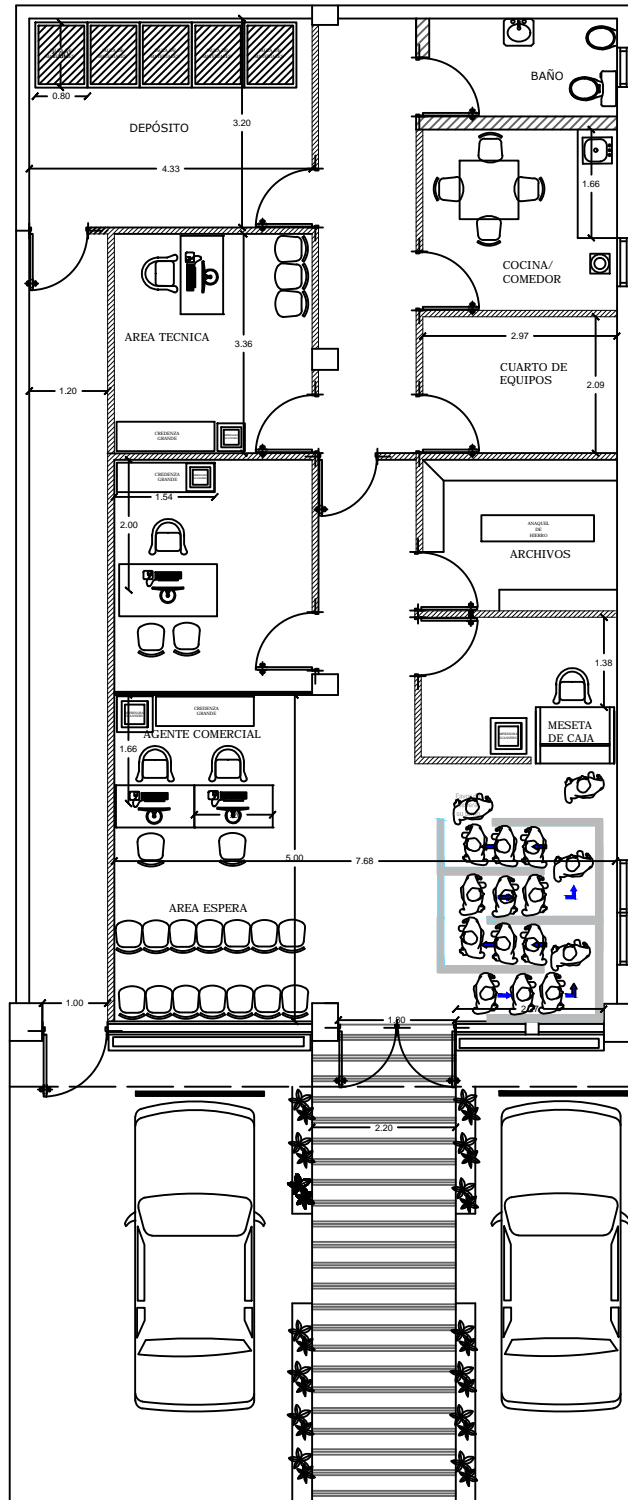 BAÑO
0.80
DEPÓSITO
3.20
4.33
1.66
COCINA/
COMEDOR
AREA TECNICA
3.36
2.97
CUARTO DE
EQUIPOS
2.09
1.20
CREDENZA
GRANDE
CREDENZA
GRANDE
1.54
2.00
ANAQUEL
DE
HIERRO
ARCHIVOS
1.38
CREDENZA
GRANDE
AGENTE COMERCIAL
MESETA
DE CAJA
1.66
5.00
7.68
AREA ESPERA
1.00
1.80
2.20